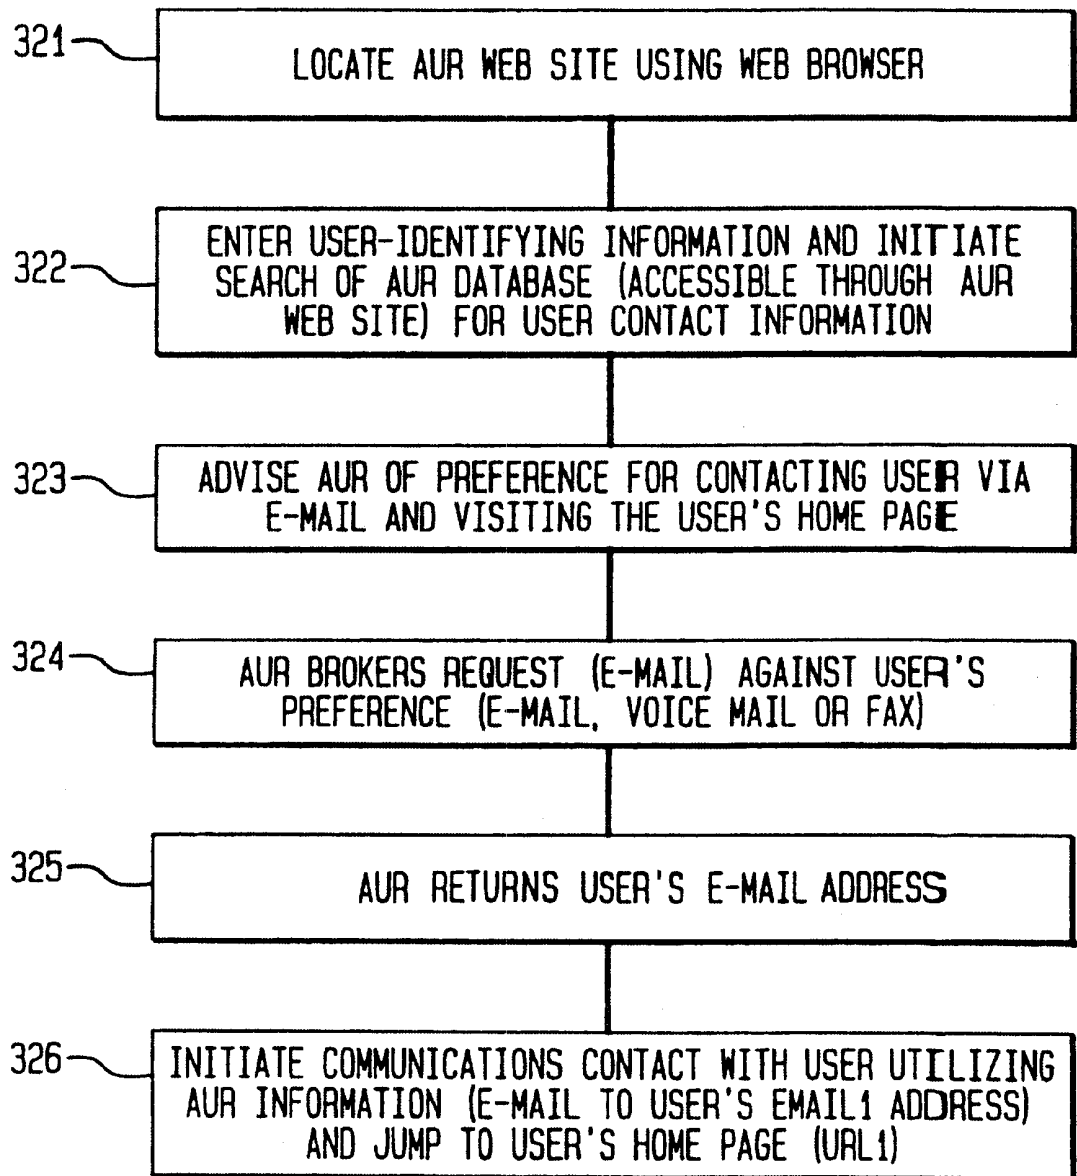 321
LOCATE AUR WEB SITE USING WEB BROWSER
322
ENTER USER-IDENTIFYING INFORMATION AND INITIATE
SEARCH OF AUR DATABASE (ACCESSIBLE THROUGH AUR
WEB SITE) FOR USER CONTACT INFORMATION
323
ADVISE AUR OF PREFERENCE FOR CONTACTING USER VIA
E-MAIL AND VISITING THE USER'S HOME PAGE
324
AUR BROKERS REQUEST (E-MAIL) AGAINST USER'S
PREFERENCE (E-MAIL, VOICE MAIL OR FAX)
325
AUR RETURNS USER'S E-MAIL ADDRESS
326
INITIATE COMMUNICATIONS CONTACT WITH USER UTILIZING
AUR INFORMATION (E-MAIL TO USER'S EMAIL1 ADDRESS)
AND JUMP TO USER'S HOME PAGE (URL1)